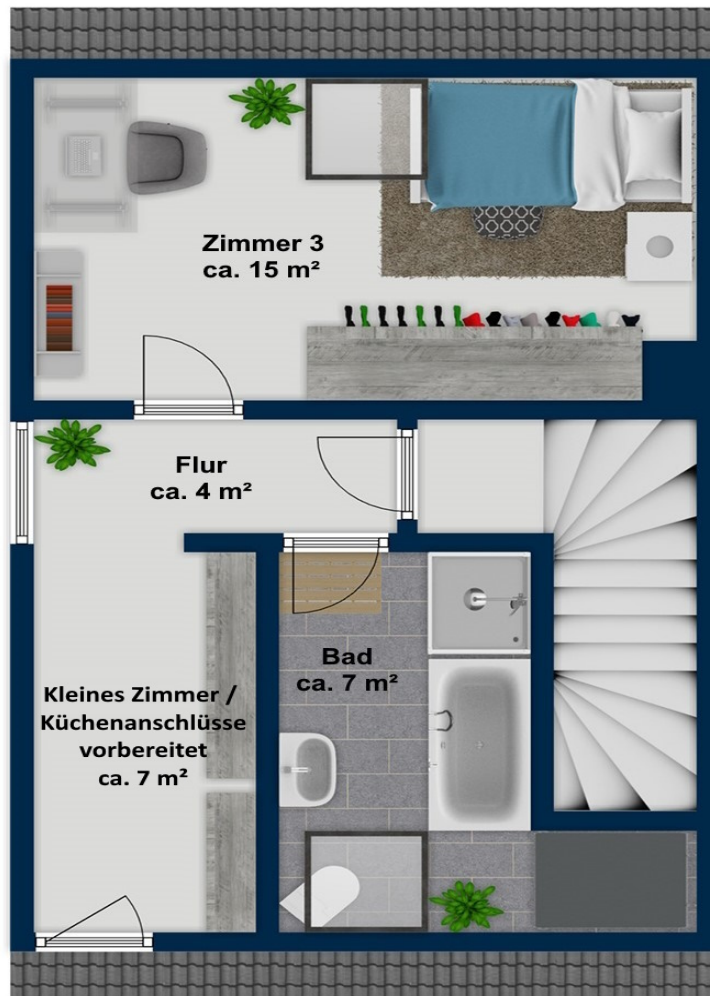 Zimmer 3
ca. 15 m²
Flur
ca. 4 m²
Bad
ca. 7 m²
Kleines Zimmer /
Küchenanschlüsse
vorbereitet
ca. 7 m²